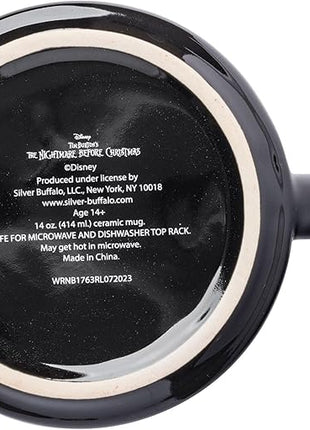 Disney
TIM BURTON'S
THE NIGHTMARE BEFORE CHRISTMAS
©Disney
Produced under license by
Silver Buffalo, LLC., New York, NY 10018
www.silver-buffalo.com
Age 14+
14 oz. (414 ml.) ceramic mug.
FE FOR MICROWAVE AND DISHWASHER TOP RACK.
May get hot in microwave.
Made in China.
WRNB1763RL072023